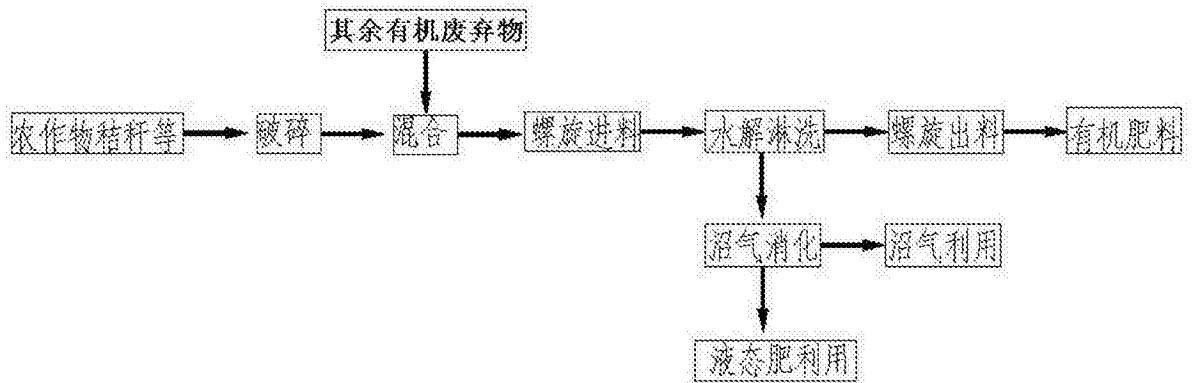 其余有机废弃物
农作物秸秆等
破碎
混合
螺旋进料
水解淋洗
螺旋出料
有机肥料
沼气消化
沼气利用
液态肥利用